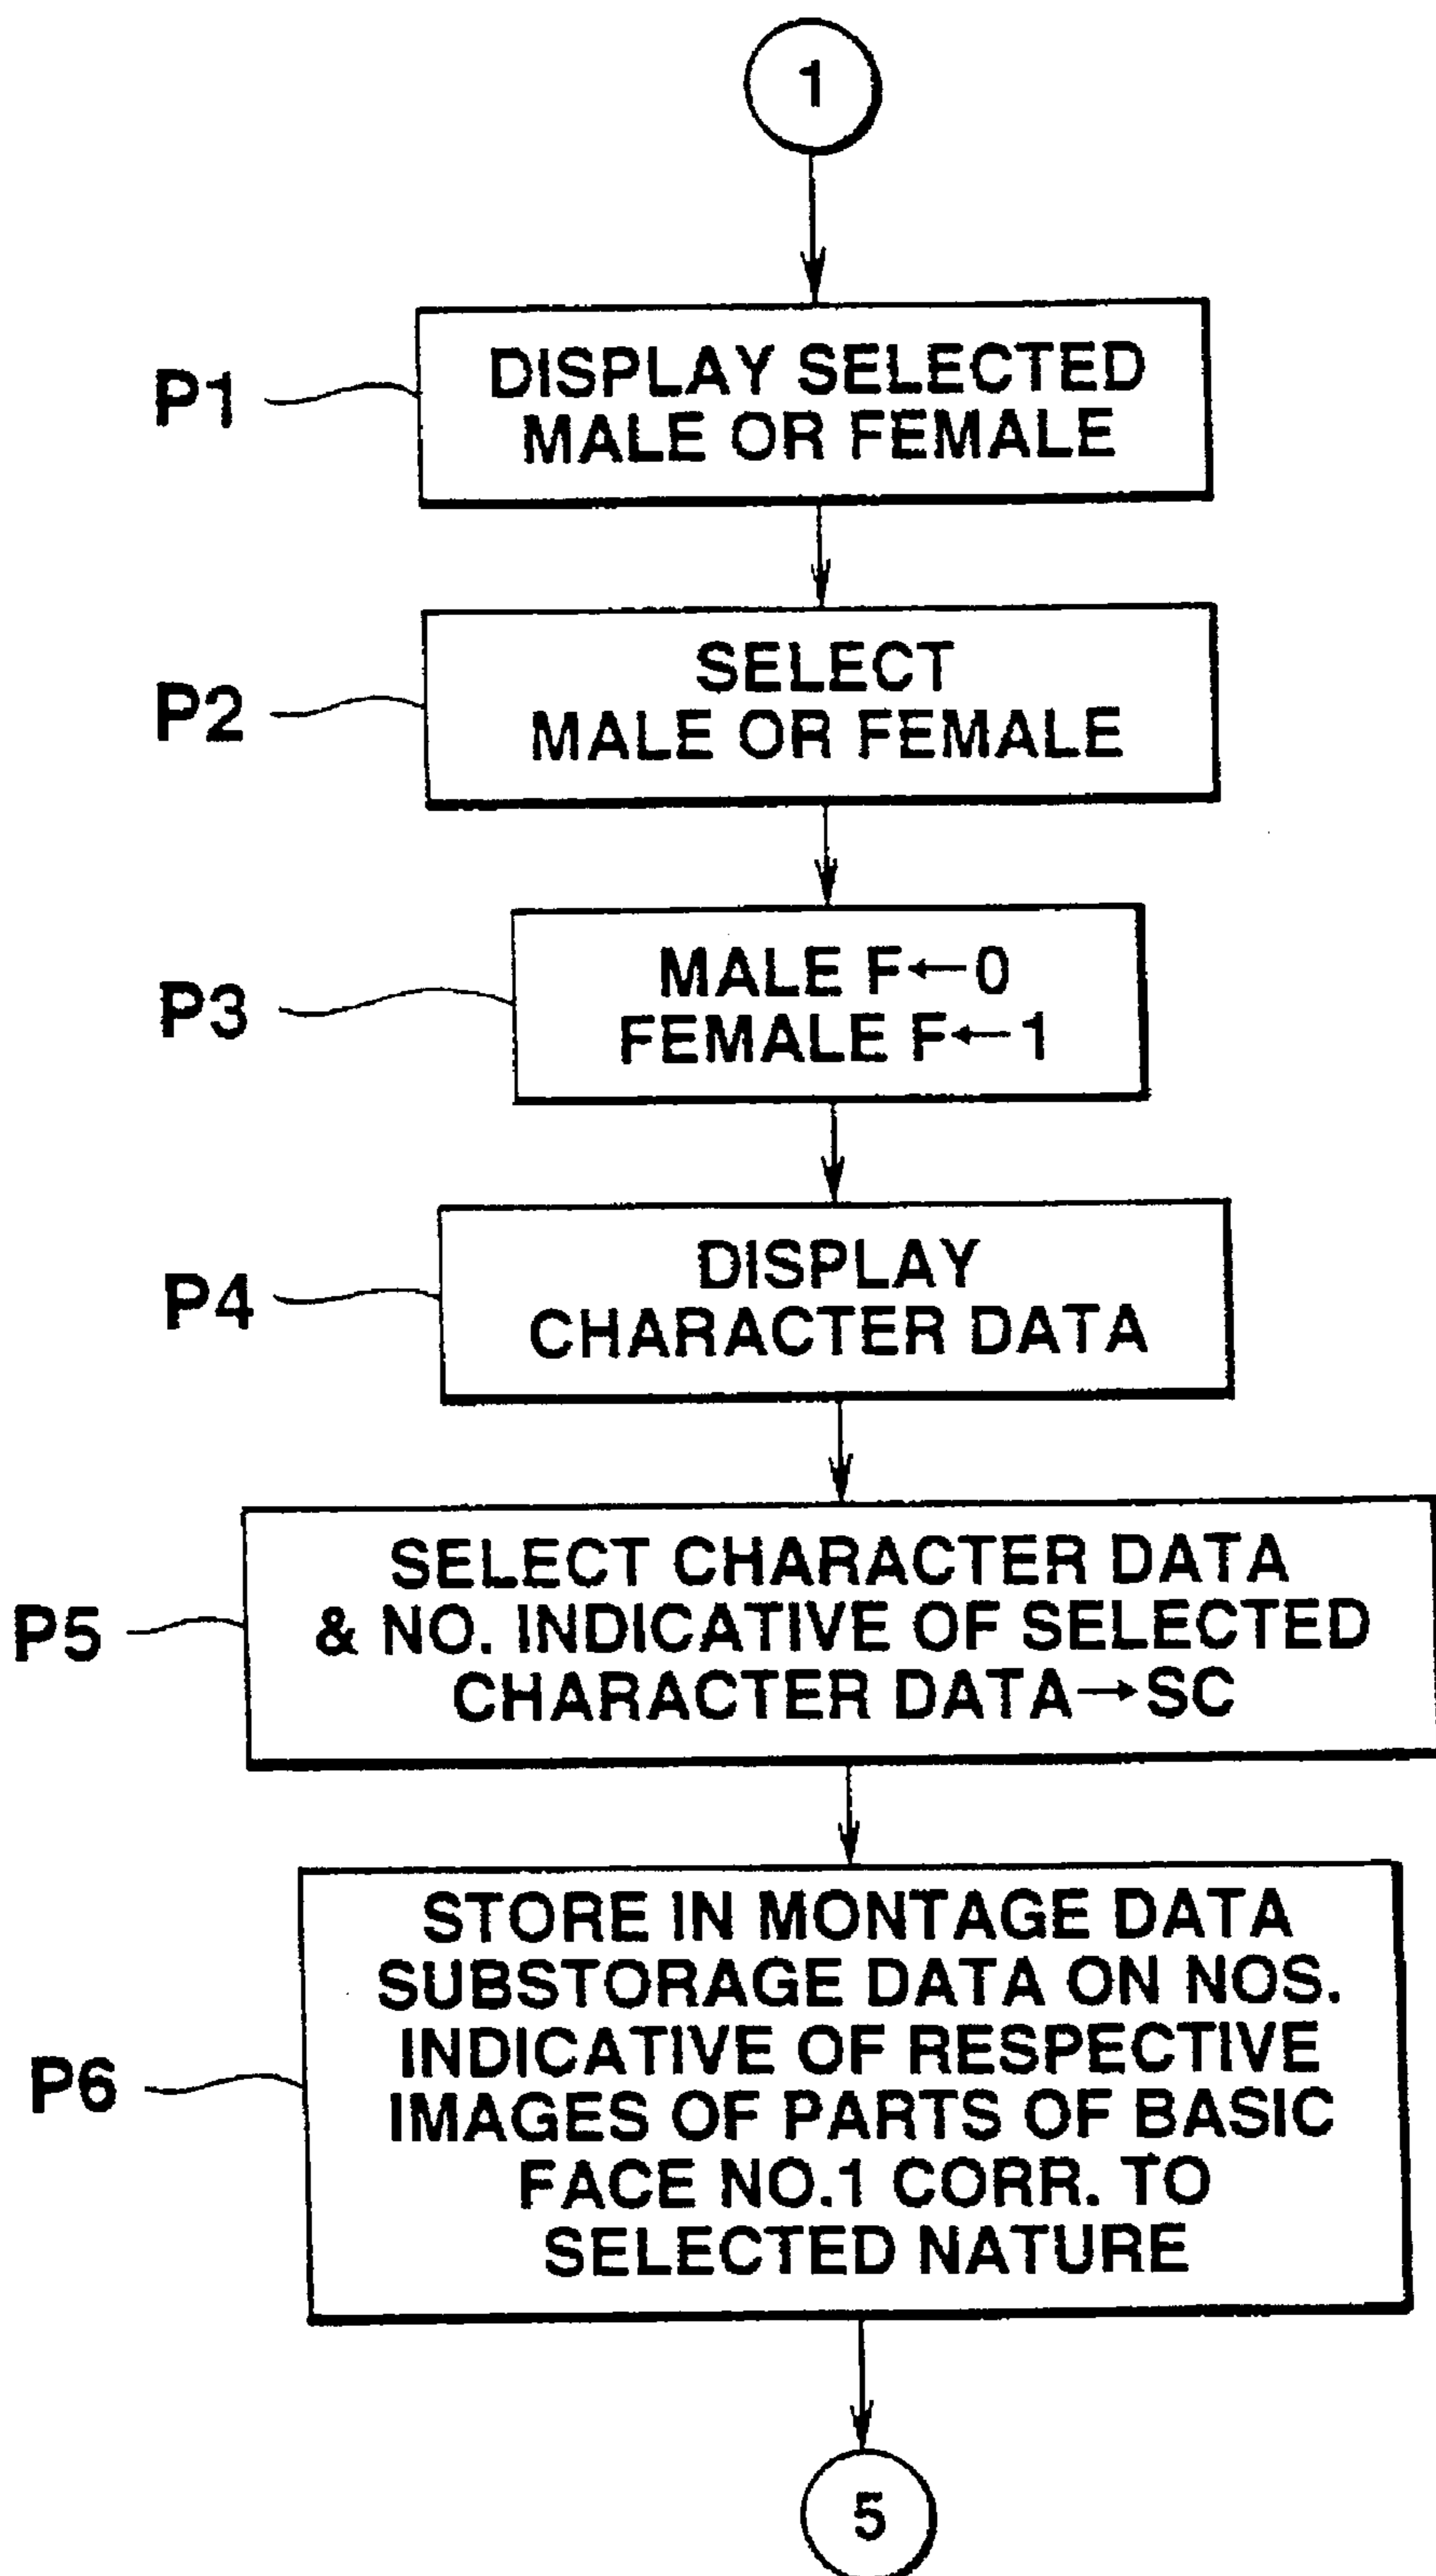 1
P1
DISPLAY SELECTED
MALE OR FEMALE
P2
SELECT
MALE OR FEMALE
P3
MALE F←0
FEMALE F←1
P4
DISPLAY
CHARACTER DATA
P5
SELECT CHARACTER DATA
& NO. INDICATIVE OF SELECTED
CHARACTER DATA→SC
P6
STORE IN MONTAGE DATA
SUBSTORAGE DATA ON NOS.
INDICATIVE OF RESPECTIVE
IMAGES OF PARTS OF BASIC
FACE NO.1 CORR. TO
SELECTED NATURE
5